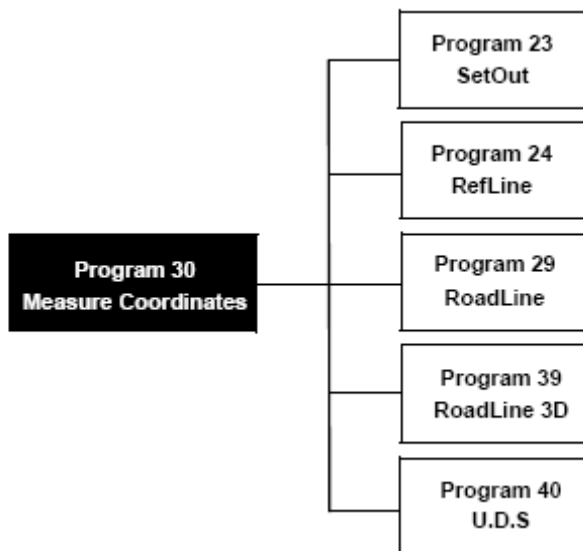 Program 23
SetOut
Program 24
RefLine
Program 30
Measure Coordinates
Program 29
RoadLine
Program 39
RoadLine 3D
Program 40
U.D.S